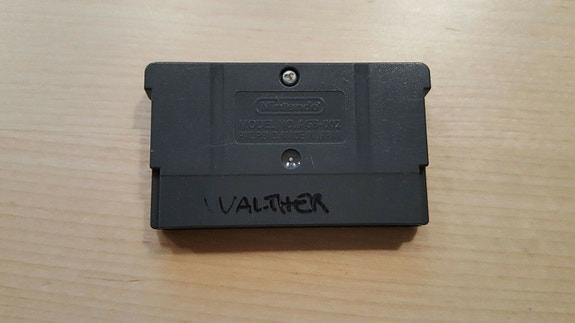 Nintendo
MODEL NO. AGB-002
WALTHER